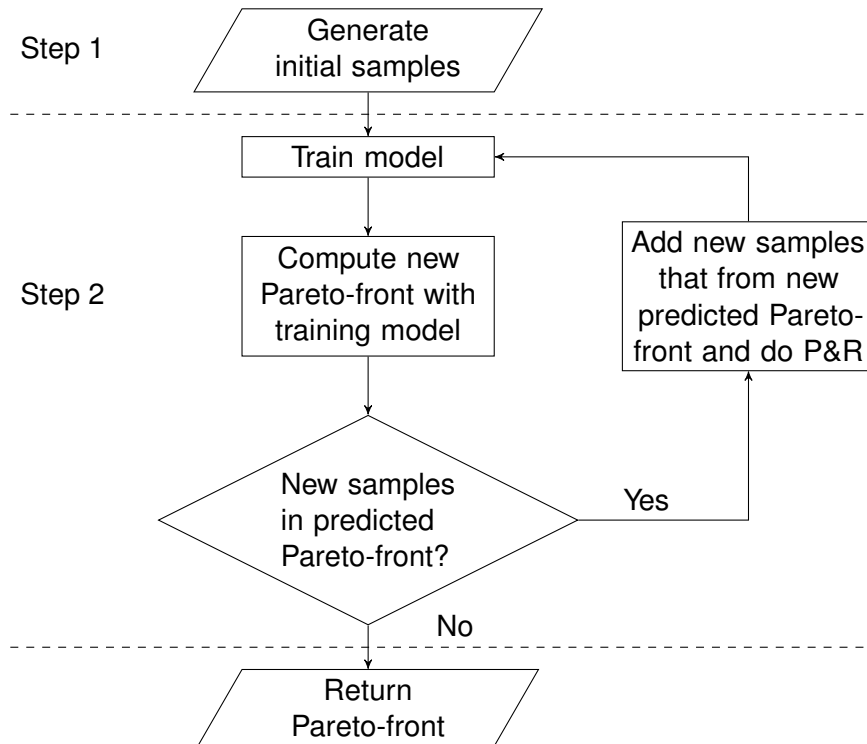 Step 1
Generate
initial samples
Train model
Step 2
Compute new
Pareto-front with
training model
Add new samples
that from new
predicted Pareto-
front and do P&R
New samples
in predicted
Pareto-front?
Yes
No
Return
Pareto-front